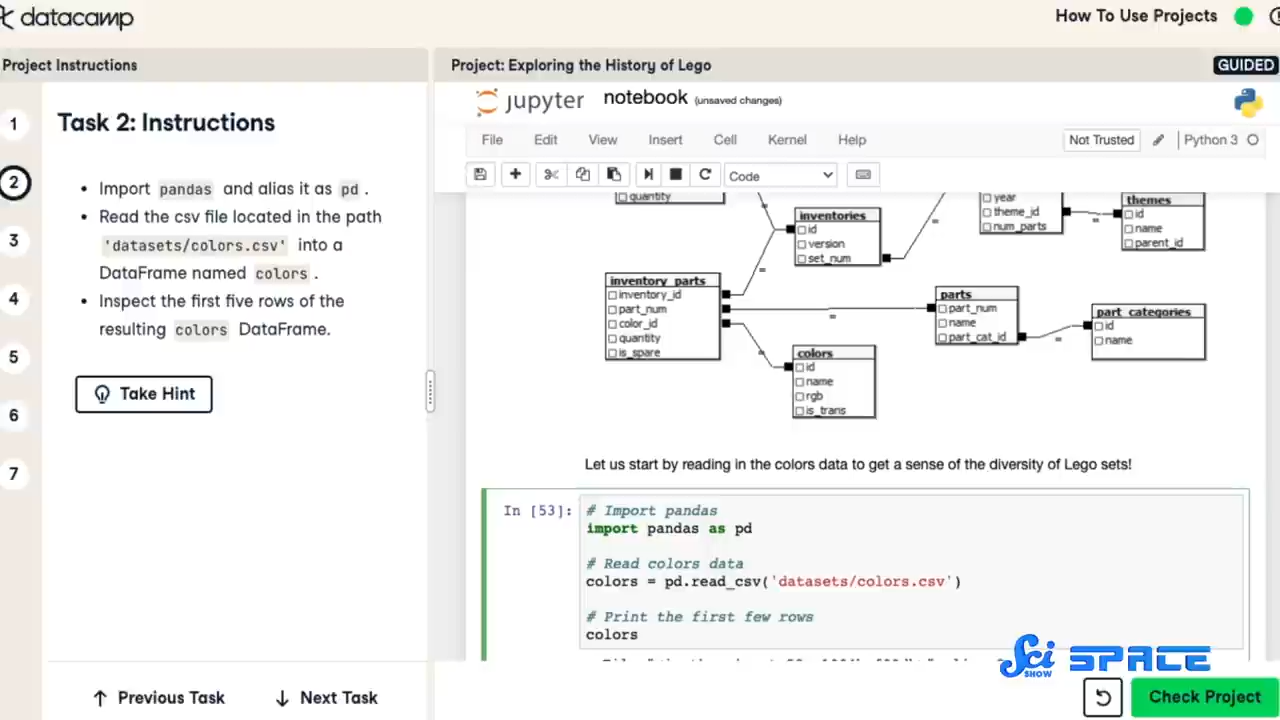 datacamp
How To Use Projects
Project Instructions
Project: Exploring the History of Lego
GUIDED
1
2
3
4
5
6
7
Task 2: Instructions
• Import pandas and alias it as pd .
• Read the csv file located in the path
'datasets/colors.csv' into a
DataFrame named colors .
• Inspect the first five rows of the
resulting colors DataFrame.
Take Hint
Previous Task
Next Task
jupyter notebook (unsaved changes)
File Edit View Insert Cell Kernel Help
Not Trusted
Python 3
Code
quantity
inventories
id
version
set_num
year
theme_id
num_parts
themes
id
name
parent_id
inventory_parts
inventory_id
part_num
color_id
quantity
is_spare
parts
part_num
name
part_cat_id
part_categories
id
name
colors
id
name
rgb
is_trans
Let us start by reading in the colors data to get a sense of the diversity of Lego sets!
In [53]:
# Import pandas
import pandas as pd
# Read colors data
colors = pd.read_csv('datasets/colors.csv')
# Print the first few rows
colors
Sci SHOW SPACE
Check Project